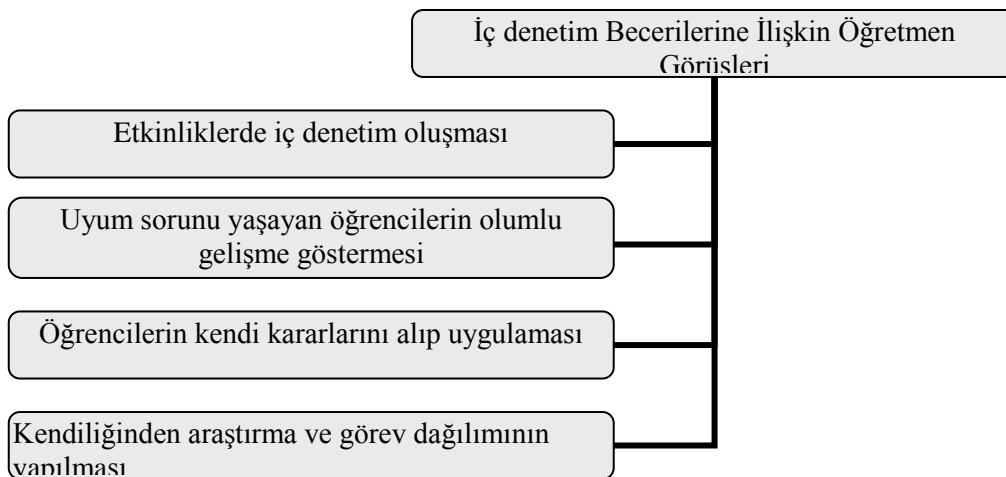 İç denetim Becerilerine İlişkin Öğretmen
Görüşleri
Etkinliklerde iç denetim oluşması
Uyum sorunu yaşayan öğrencilerin olumlu
gelişme göstermesi
Öğrencilerin kendi kararlarını alıp uygulaması
Kendiliğinden araştırma ve görev dağılımının
yapılması